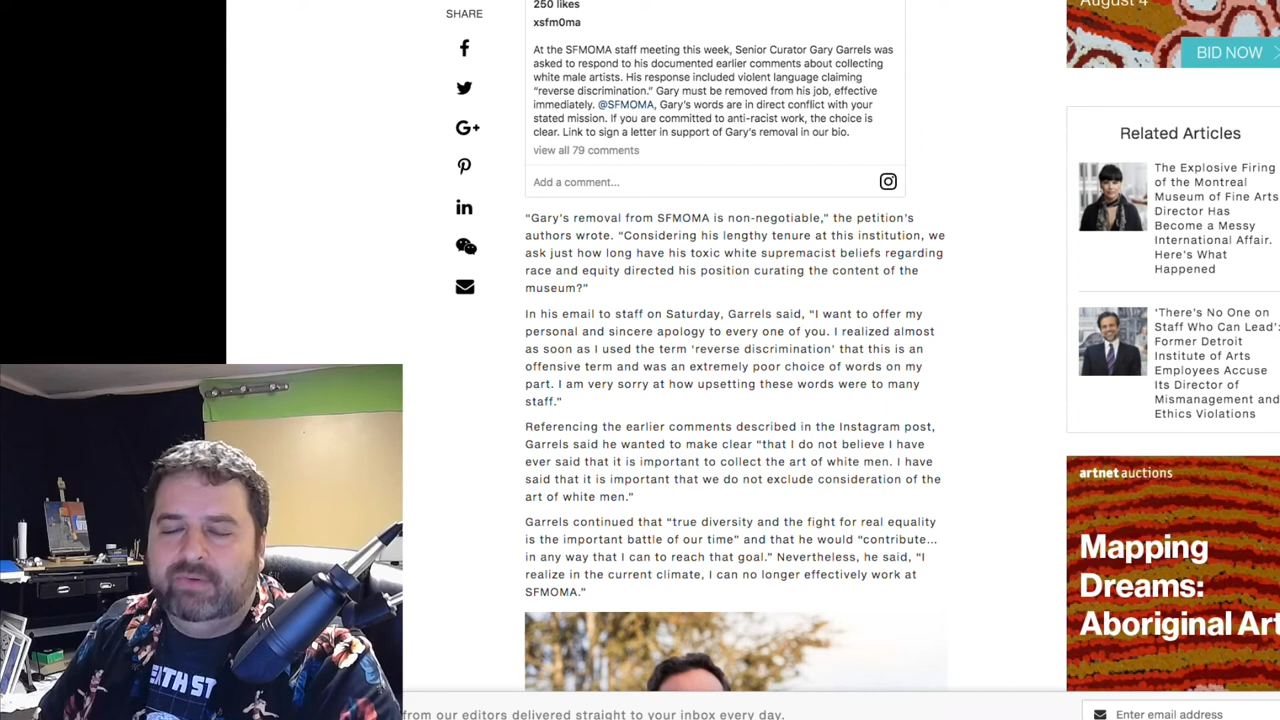 SHARE
250 likes
xsfm0ma
At the SFMOMA staff meeting this week, Senior Curator Gary Garrels was
asked to respond to his documented earlier comments about collecting
white male artists. His response included violent language claiming
“reverse discrimination.” Gary must be removed from his job, effective
immediately. @SFMOMA, Gary’s words are in direct conflict with your
stated mission. If you are committed to anti-racist work, the choice is
clear. Link to sign a letter in support of Gary’s removal in our bio.
view all 79 comments
Add a comment...
“Gary’s removal from SFMOMA is non-negotiable,” the petition’s
authors wrote. “Considering his lengthy tenure at this institution, we
ask just how long have his toxic white supremacist beliefs regarding
race and equity directed his position curating the content of the
museum?”
In his email to staff on Saturday, Garrels said, “I want to offer my
personal and sincere apology to every one of you. I realized almost
as soon as I used the term ‘reverse discrimination’ that this is an
offensive term and was an extremely poor choice of words on my
part. I am very sorry at how upsetting these words were to many
staff.”
Referencing the earlier comments described in the Instagram post,
Garrels said he wanted to make clear “that I do not believe I have
ever said that it is important to collect the art of white men. I have
said that it is important that we do not exclude consideration of the
art of white men.”
Garrels continued that “true diversity and the fight for real equality
is the important battle of our time” and that he would “contribute…
in any way that I can to reach that goal.” Nevertheless, he said, “I
realize in the current climate, I can no longer effectively work at
SFMOMA.”
from our editors delivered straight to your inbox every day.
August 4
BID NOW
Related Articles
The Explosive Firing
of the Montreal
Museum of Fine Arts
Director Has
Become a Messy
International Affair.
Here's What
Happened
'There's No One on
Staff Who Can Lead':
Former Detroit
Institute of Arts
Employees Accuse
Its Director of
Mismanagement and
Ethics Violations
artnet auctions
Mapping
Dreams:
Aboriginal Art
Enter email address